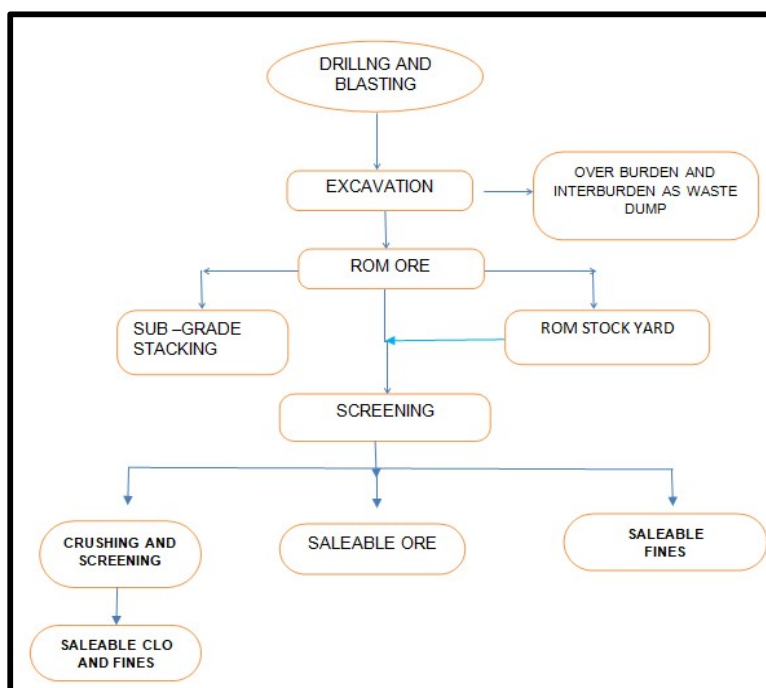 DRILLNG AND
BLASTING
EXCAVATION
OVER BURDEN AND
INTERBURDEN AS WASTE
DUMP
ROM ORE
SUB –GRADE
STACKING
ROM STOCK YARD
SCREENING
CRUSHING AND
SCREENING
SALEABLE ORE
SALEABLE
FINES
SALEABLE CLO
AND FINES